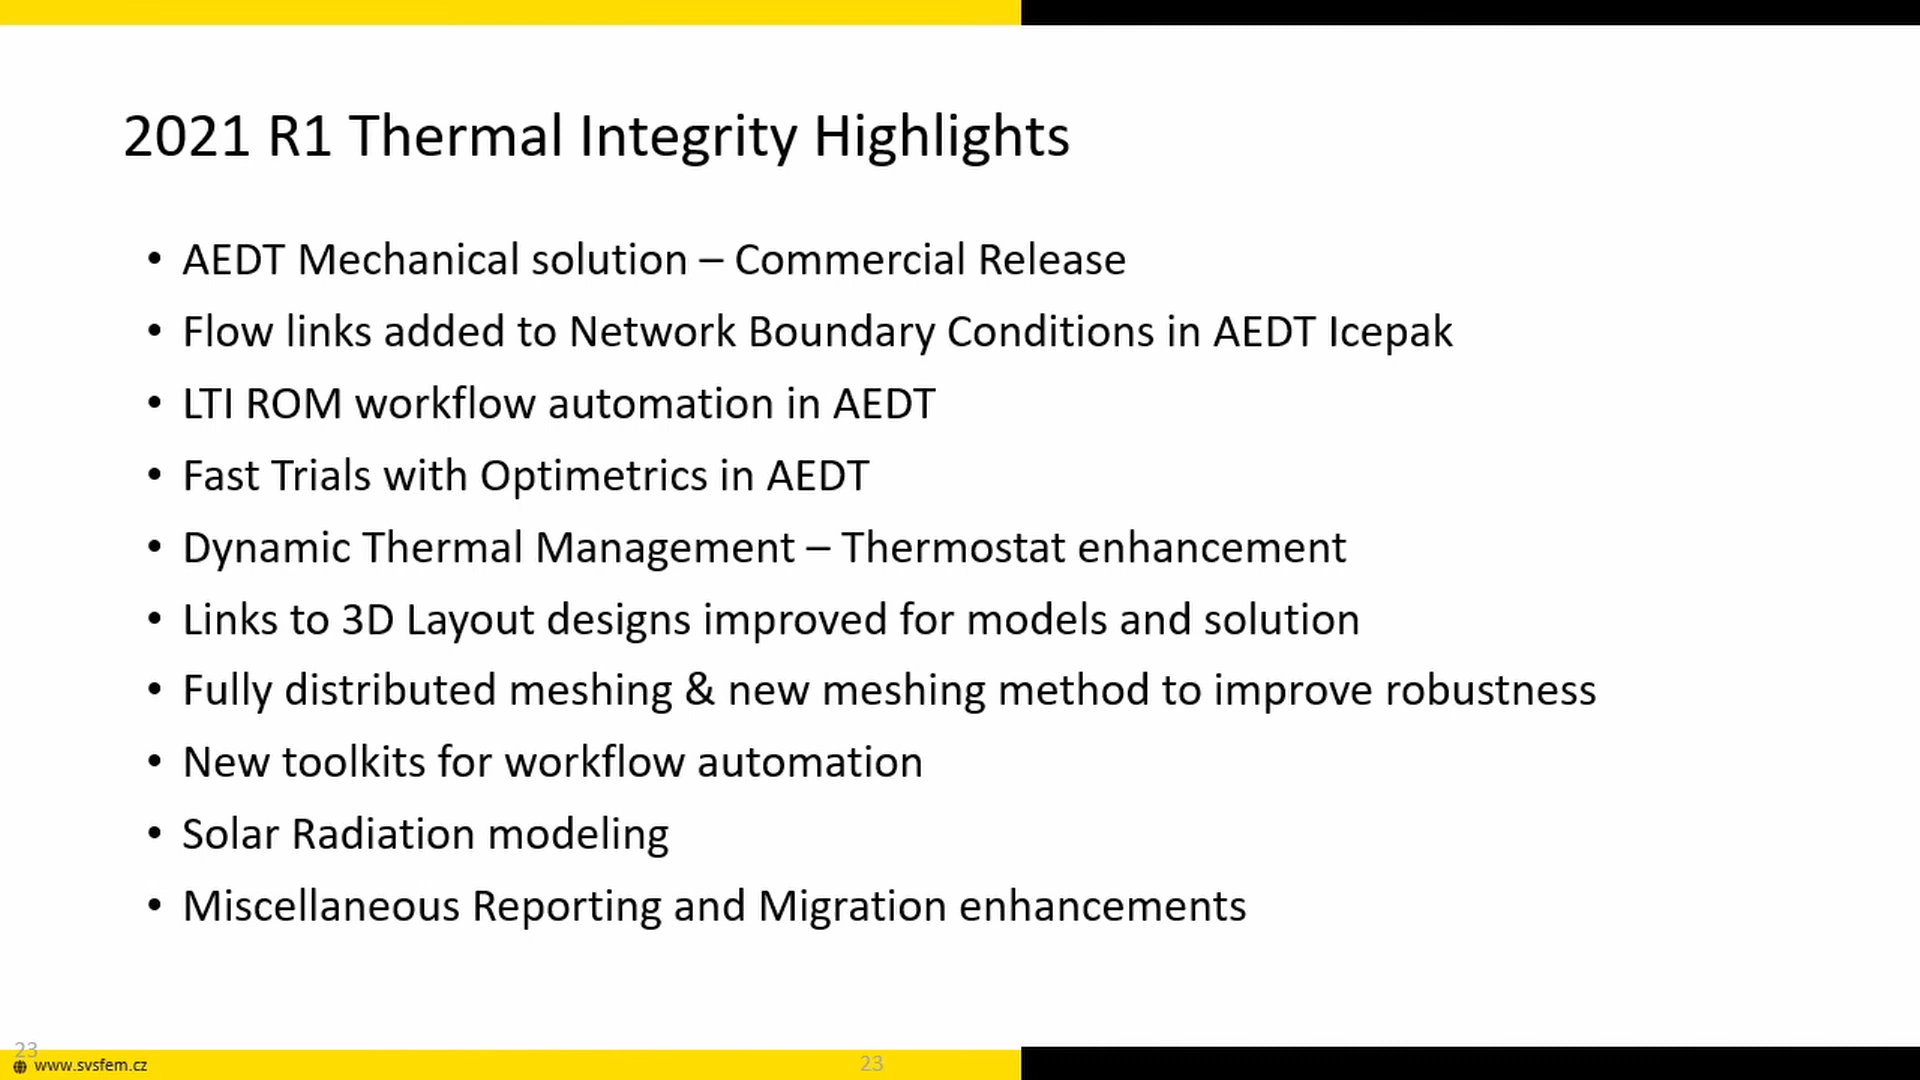 2021 R1 Thermal Integrity Highlights
• AEDT Mechanical solution – Commercial Release
• Flow links added to Network Boundary Conditions in AEDT Icepak
• LTI ROM workflow automation in AEDT
• Fast Trials with Optimetrics in AEDT
• Dynamic Thermal Management – Thermostat enhancement
• Links to 3D Layout designs improved for models and solution
• Fully distributed meshing & new meshing method to improve robustness
• New toolkits for workflow automation
• Solar Radiation modeling
• Miscellaneous Reporting and Migration enhancements
23
www.svsfem.cz
23